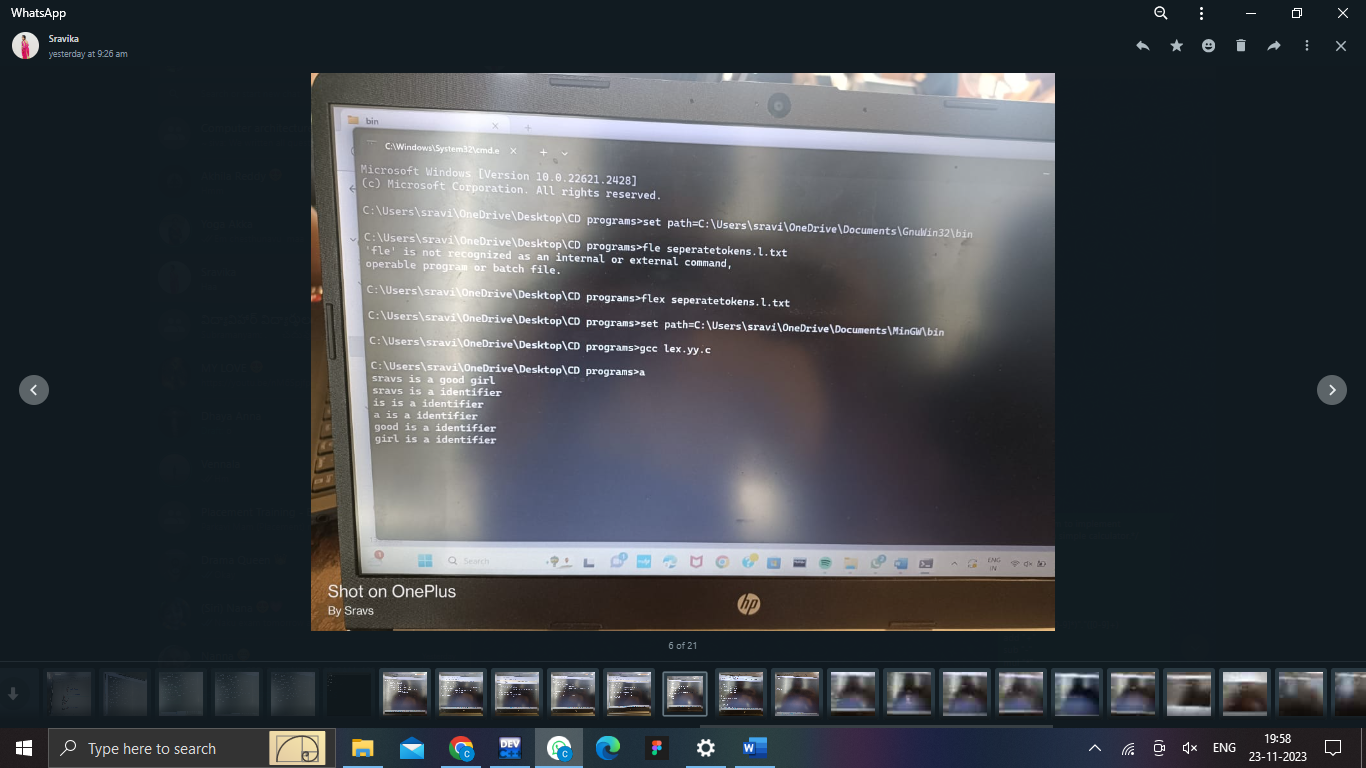 WhatsApp
Sravika
yesterday at 9:26 am
bin
C:\Windows\System32\cmd.e
Microsoft Windows [Version 10.0.22621.2428]
(c) Microsoft Corporation. All rights reserved.
C:\Users\sravi\OneDrive\Desktop\CD programs>set path=C:\Users\sravi\OneDrive\Documents\GnuWin32\bin
C:\Users\sravi\OneDrive\Desktop\CD programs>fle seperatetokens.l.txt
'fle' is not recognized as an internal or external command,
operable program or batch file.
C:\Users\sravi\OneDrive\Desktop\CD programs>flex seperatetokens.l.txt
C:\Users\sravi\OneDrive\Desktop\CD programs>set path=C:\Users\sravi\OneDrive\Documents\MinGW\bin
C:\Users\sravi\OneDrive\Desktop\CD programs>gcc lex.yy.c
C:\Users\sravi\OneDrive\Desktop\CD programs>a
sravs is a good girl
sravs is a identifier
is is a identifier
a is a identifier
good is a identifier
girl is a identifier
Search
ENG
IN
Shot on OnePlus
By Sravs
hp
6 of 21
Type here to search
DEV
ENG
19:58
23-11-2023